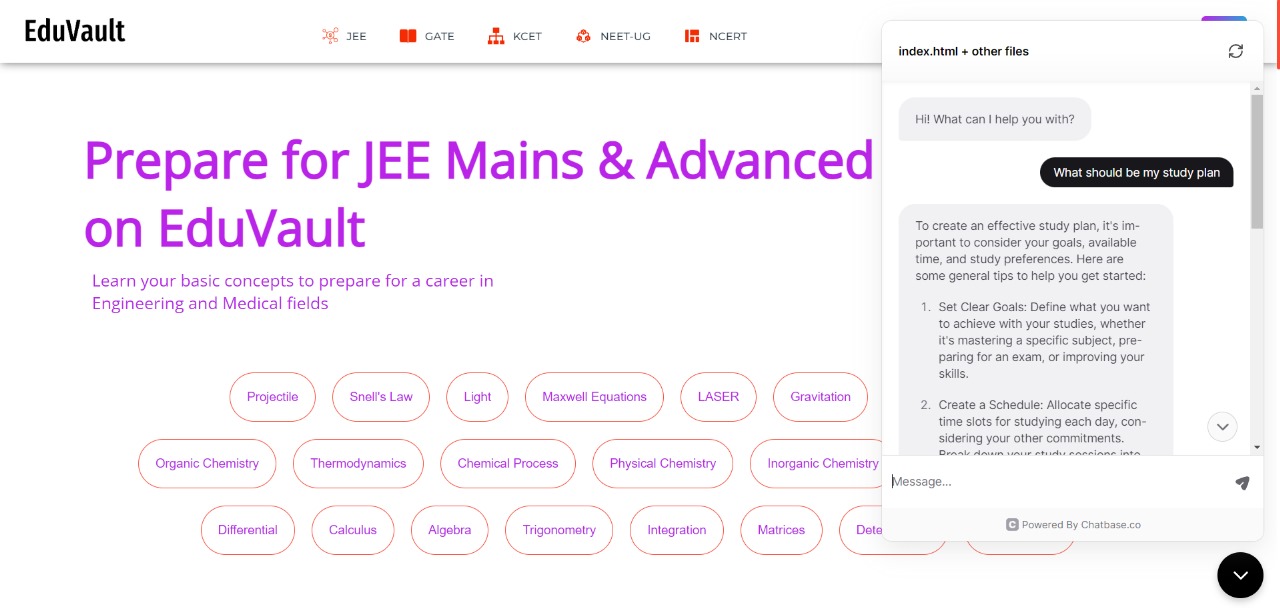 EduVault
JEE
GATE
KCET
NEET-UG
NCERT
Prepare for JEE Mains & Advanced
on EduVault
Learn your basic concepts to prepare for a career in
Engineering and Medical fields
Projectile
Snell's Law
Light
Maxwell Equations
LASER
Gravitation
Organic Chemistry
Thermodynamics
Chemical Process
Physical Chemistry
Inorganic Chemistry
Differential
Calculus
Algebra
Trigonometry
Integration
Matrices
index.html + other files
Hi! What can I help you with?
What should be my study plan
To create an effective study plan, it's im-
portant to consider your goals, available
time, and study preferences. Here are
some general tips to help you get started:
1. Set Clear Goals: Define what you want
to achieve with your studies, whether
it's mastering a specific subject, pre-
paring for an exam, or improving your
skills.
2. Create a Schedule: Allocate specific
time slots for studying each day, con-
sidering your other commitments.
Break down your study sessions into
Message...
C Powered By Chatbase.co